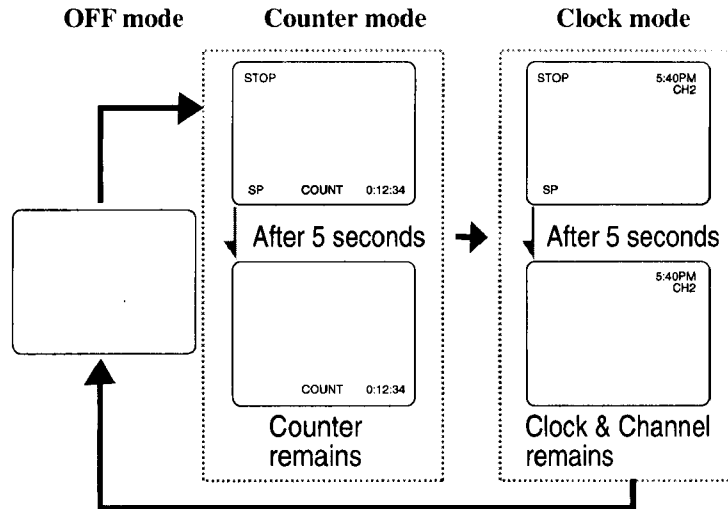 OFF mode
Counter mode
Clock mode
STOP
SP COUNT 0:12:34
After 5 seconds
COUNT 0:12:34
Counter
remains
STOP 5:40PM
CH2
SP
After 5 seconds
5:40PM
CH2
Clock & Channel
remains